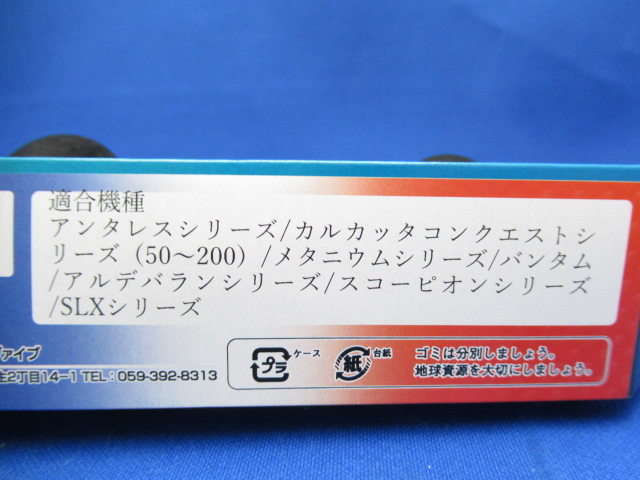 適合機種
アンタレスシリーズ/カルカッタコンクエストシ
リーズ（50～200）/メタニウムシリーズ/バンタム
/アルデバランシリーズ/スコーピオンシリーズ
/SLXシリーズ
ァイブ
生2丁目14-1 TEL：059-392-8313
プラ
ケース
紙
台紙
ゴミは分別しましょう。
地球資源を大切にしましょう。